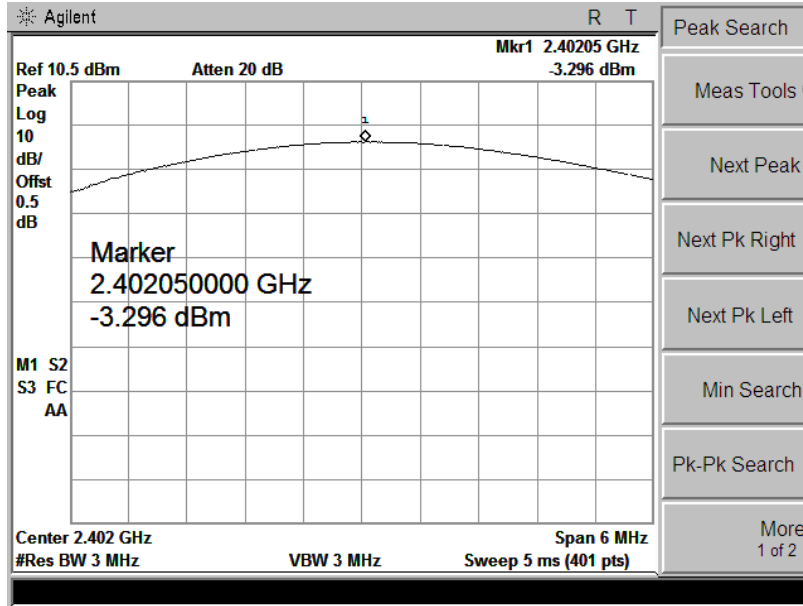 Agilent R T
Peak Search
Mkr1 2.40205 GHz
Ref 10.5 dBm Atten 20 dB -3.296 dBm
Peak
Log
10
dB/
Offst
0.5
dB
1
Marker
2.402050000 GHz
-3.296 dBm
M1 S2
S3 FC
AA
Center 2.402 GHz Span 6 MHz
#Res BW 3 MHz VBW 3 MHz Sweep 5 ms (401 pts)
Meas Tools
Next Peak
Next Pk Right
Next Pk Left
Min Search
Pk-Pk Search
More
1 of 2